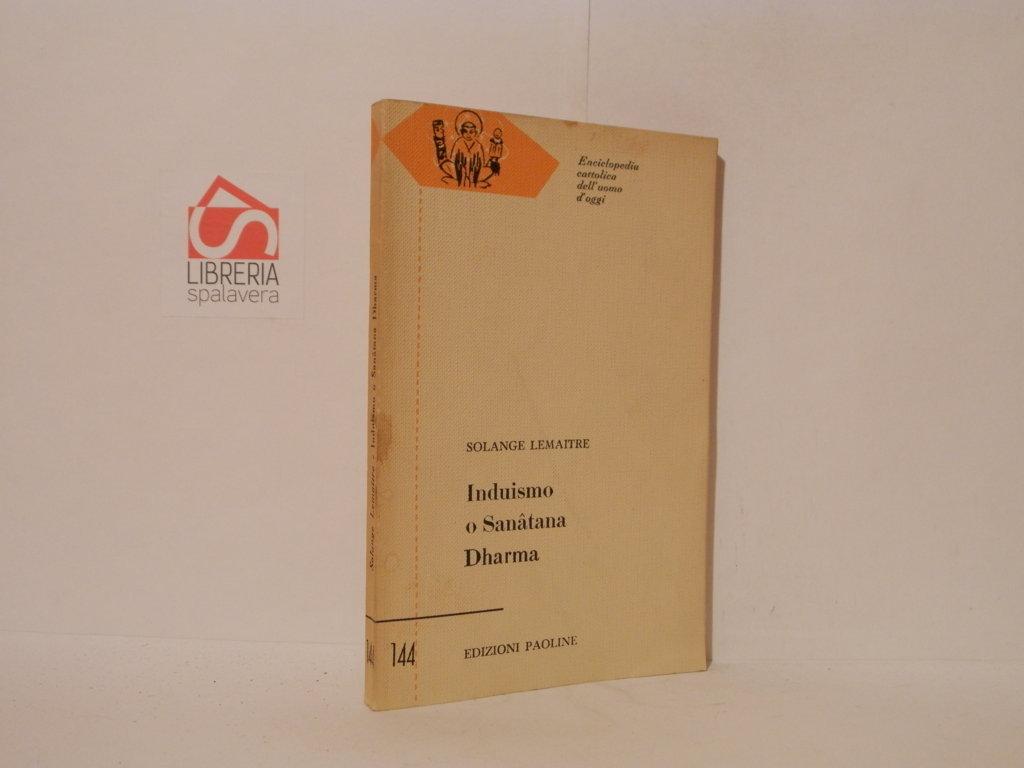 LIBRERIA
spalavera
Enciclopedia
cattolica
dell'uomo
d'oggi
SOLANGE LEMAITRE
Induismo
o Sanâtana
Dharma
144
EDIZIONI PAOLINE
Solange Lemaitre - Induismo o Sanâtana Dharma
144